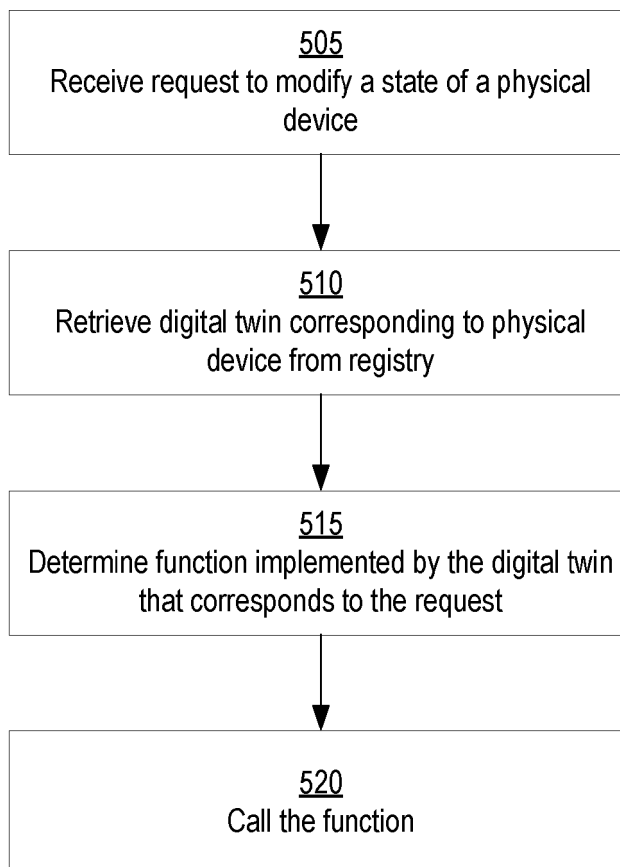 505
Receive request to modify a state of a physical
device
510
Retrieve digital twin corresponding to physical
device from registry
515
Determine function implemented by the digital twin
that corresponds to the request
520
Call the function